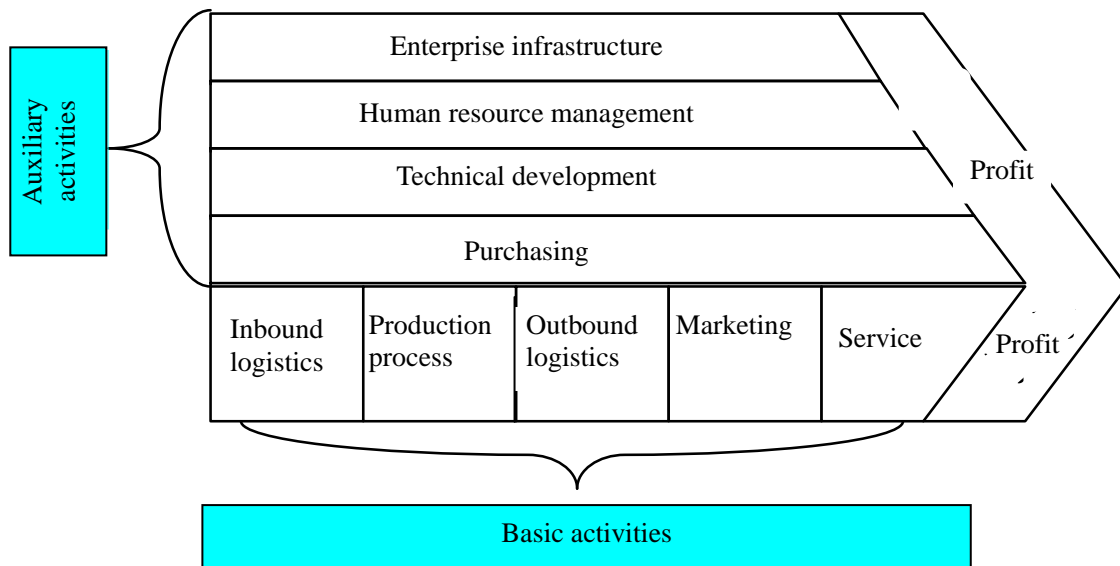 Auxiliary
activities
Enterprise infrastructure
Human resource management
Technical development
Purchasing
Profit
Inbound
logistics
Production
process
Outbound
logistics
Marketing
Service
Profit
Basic activities